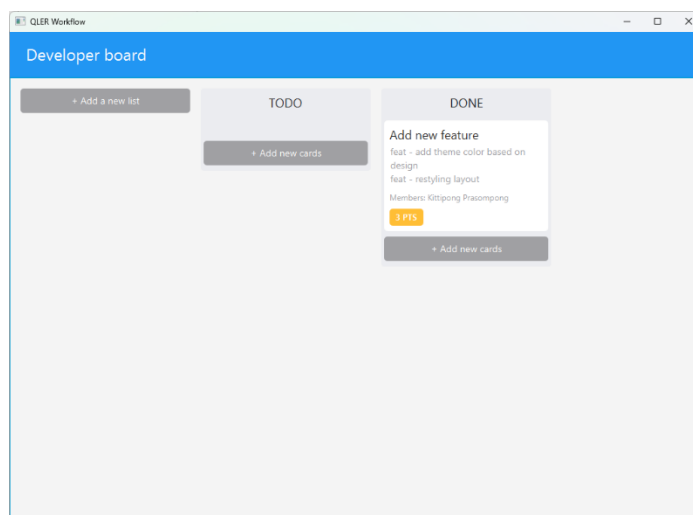 QLER Workflow
Developer board
+ Add a new list
TODO
+ Add new cards
DONE
Add new feature
feat - add theme color based on
design
feat - restyling layout
Members: Kittipong Prasompong
3 PTS
+ Add new cards